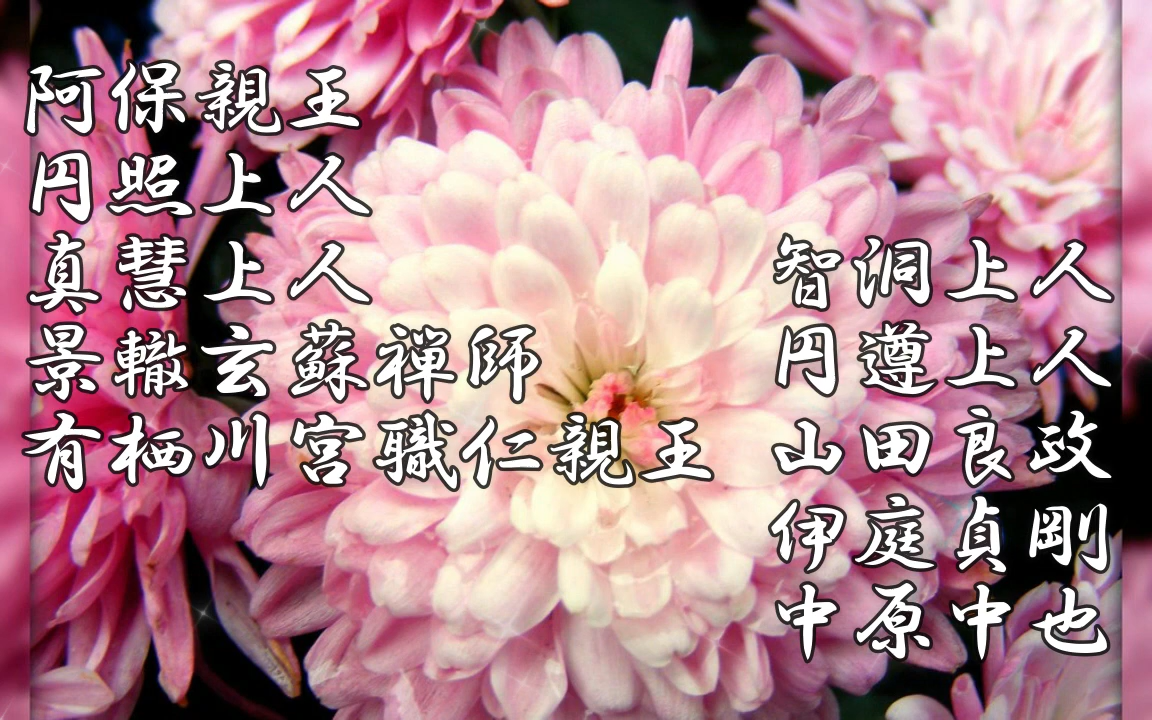 阿保親王
円照上人
真慧上人
景轍玄蘇禅師
有栖川宮職仁親王
智洞上人
円遵上人
山田良政
伊庭貞剛
中原中也